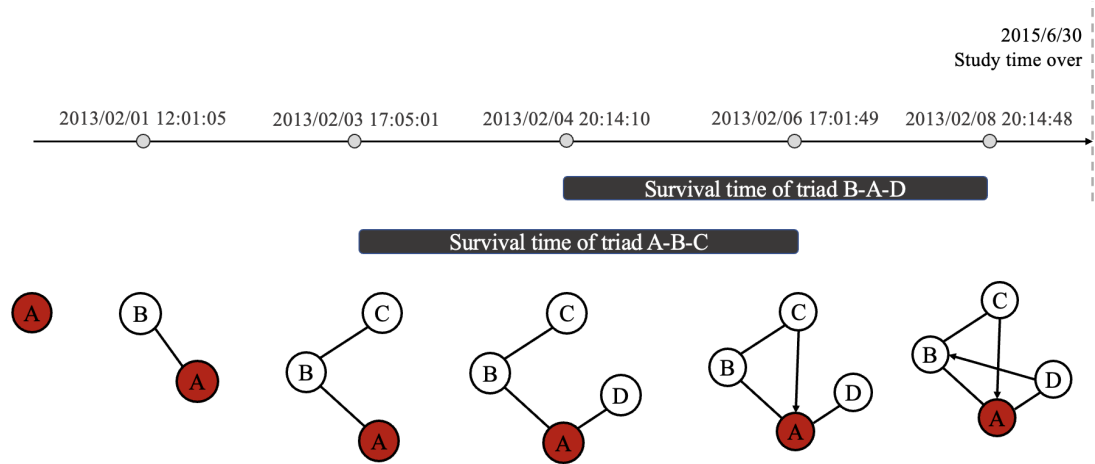 2015/6/30
Study time over
2013/02/01 12:01:05
2013/02/03 17:05:01
2013/02/04 20:14:10
2013/02/06 17:01:49
2013/02/08 20:14:48
Survival time of triad B-A-D
Survival time of triad A-B-C
A
B
A
C
B
A
C
B
D
A
C
B
D
A
C
B
D
A